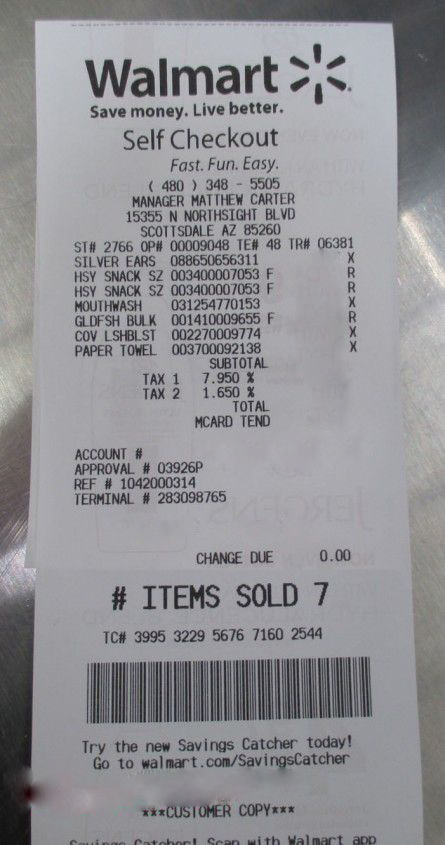 Walmart
Save money. Live better.
Self Checkout
Fast. Fun. Easy.
( 480 ) 348 - 5505
MANAGER MATTHEW CARTER
15355 N NORTHSIGHT BLVD
SCOTTSDALE AZ 85260
ST# 2766 OP# 00009048 TE# 48 TR# 06381
SILVER EARS 088650656311 X
HSY SNACK SZ 003400007053 F R
HSY SNACK SZ 003400007053 F R
MOUTHWASH 031254770153 X
GLDFSH BULK 001410009655 F R
COV LSHBLST 002270009774 X
PAPER TOWEL 003700092138 X
SUBTOTAL
TAX 1 7.950 %
TAX 2 1.650 %
TOTAL
MCARD TEND
ACCOUNT #
APPROVAL # 03926P
REF # 1042000314
TERMINAL # 283098765
CHANGE DUE 0.00
# ITEMS SOLD 7
TC# 3995 3229 5676 7160 2544
Try the new Savings Catcher today!
Go to walmart.com/SavingsCatcher
***CUSTOMER COPY***
Savings Catcher! Scan with Walmart app